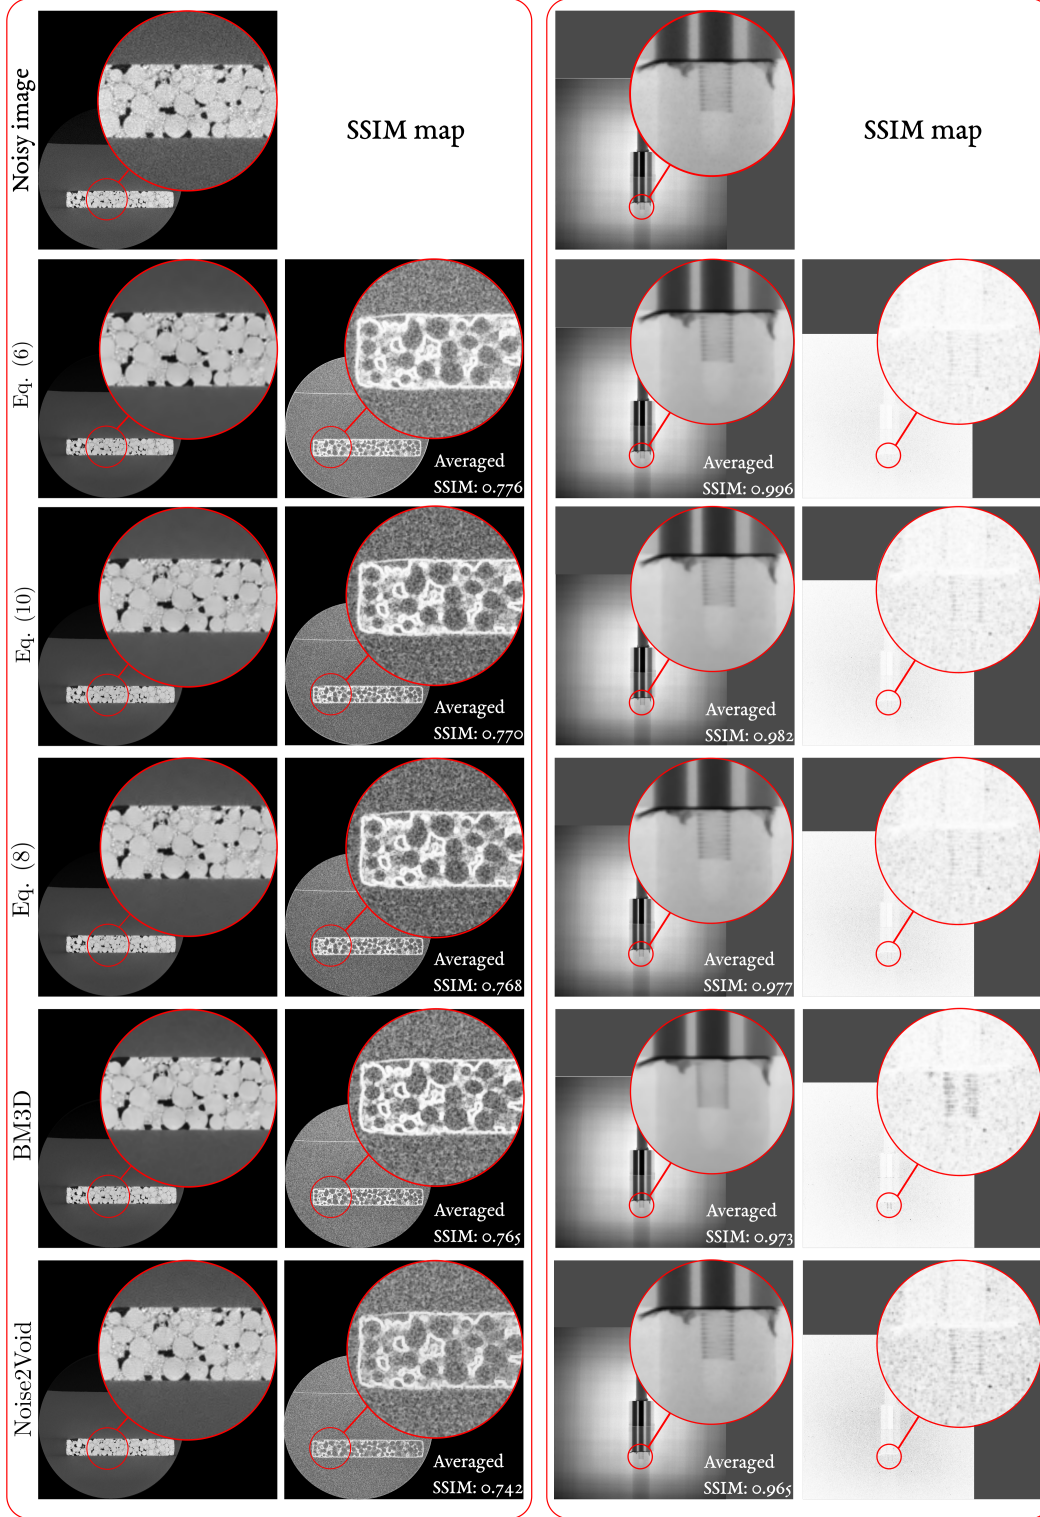 Noisy image
SSIM map
SSIM map
Eq. (6)
Averaged
SSIM: 0.776
Averaged
SSIM: 0.996
Eq. (10)
Averaged
SSIM: 0.770
Averaged
SSIM: 0.982
Eq. (8)
Averaged
SSIM: 0.768
Averaged
SSIM: 0.977
BM3D
Averaged
SSIM: 0.765
Averaged
SSIM: 0.973
Noise2Void
Averaged
SSIM: 0.742
Averaged
SSIM: 0.965